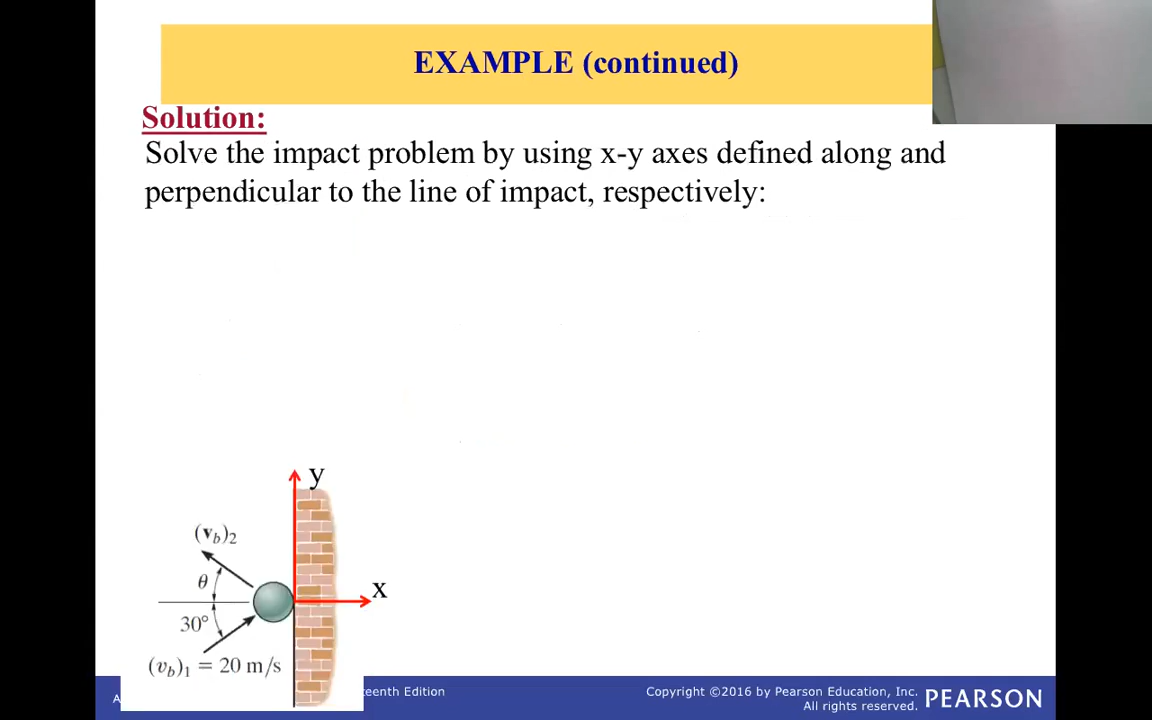 EXAMPLE (continued)
Solution:
Solve the impact problem by using x-y axes defined along and
perpendicular to the line of impact, respectively:
y
(v_b)_2
θ
x
30°
(v_b)_1 = 20 m/s
A
teenth Edition
Copyright ©2016 by Pearson Education, Inc.
All rights reserved.
PEARSON